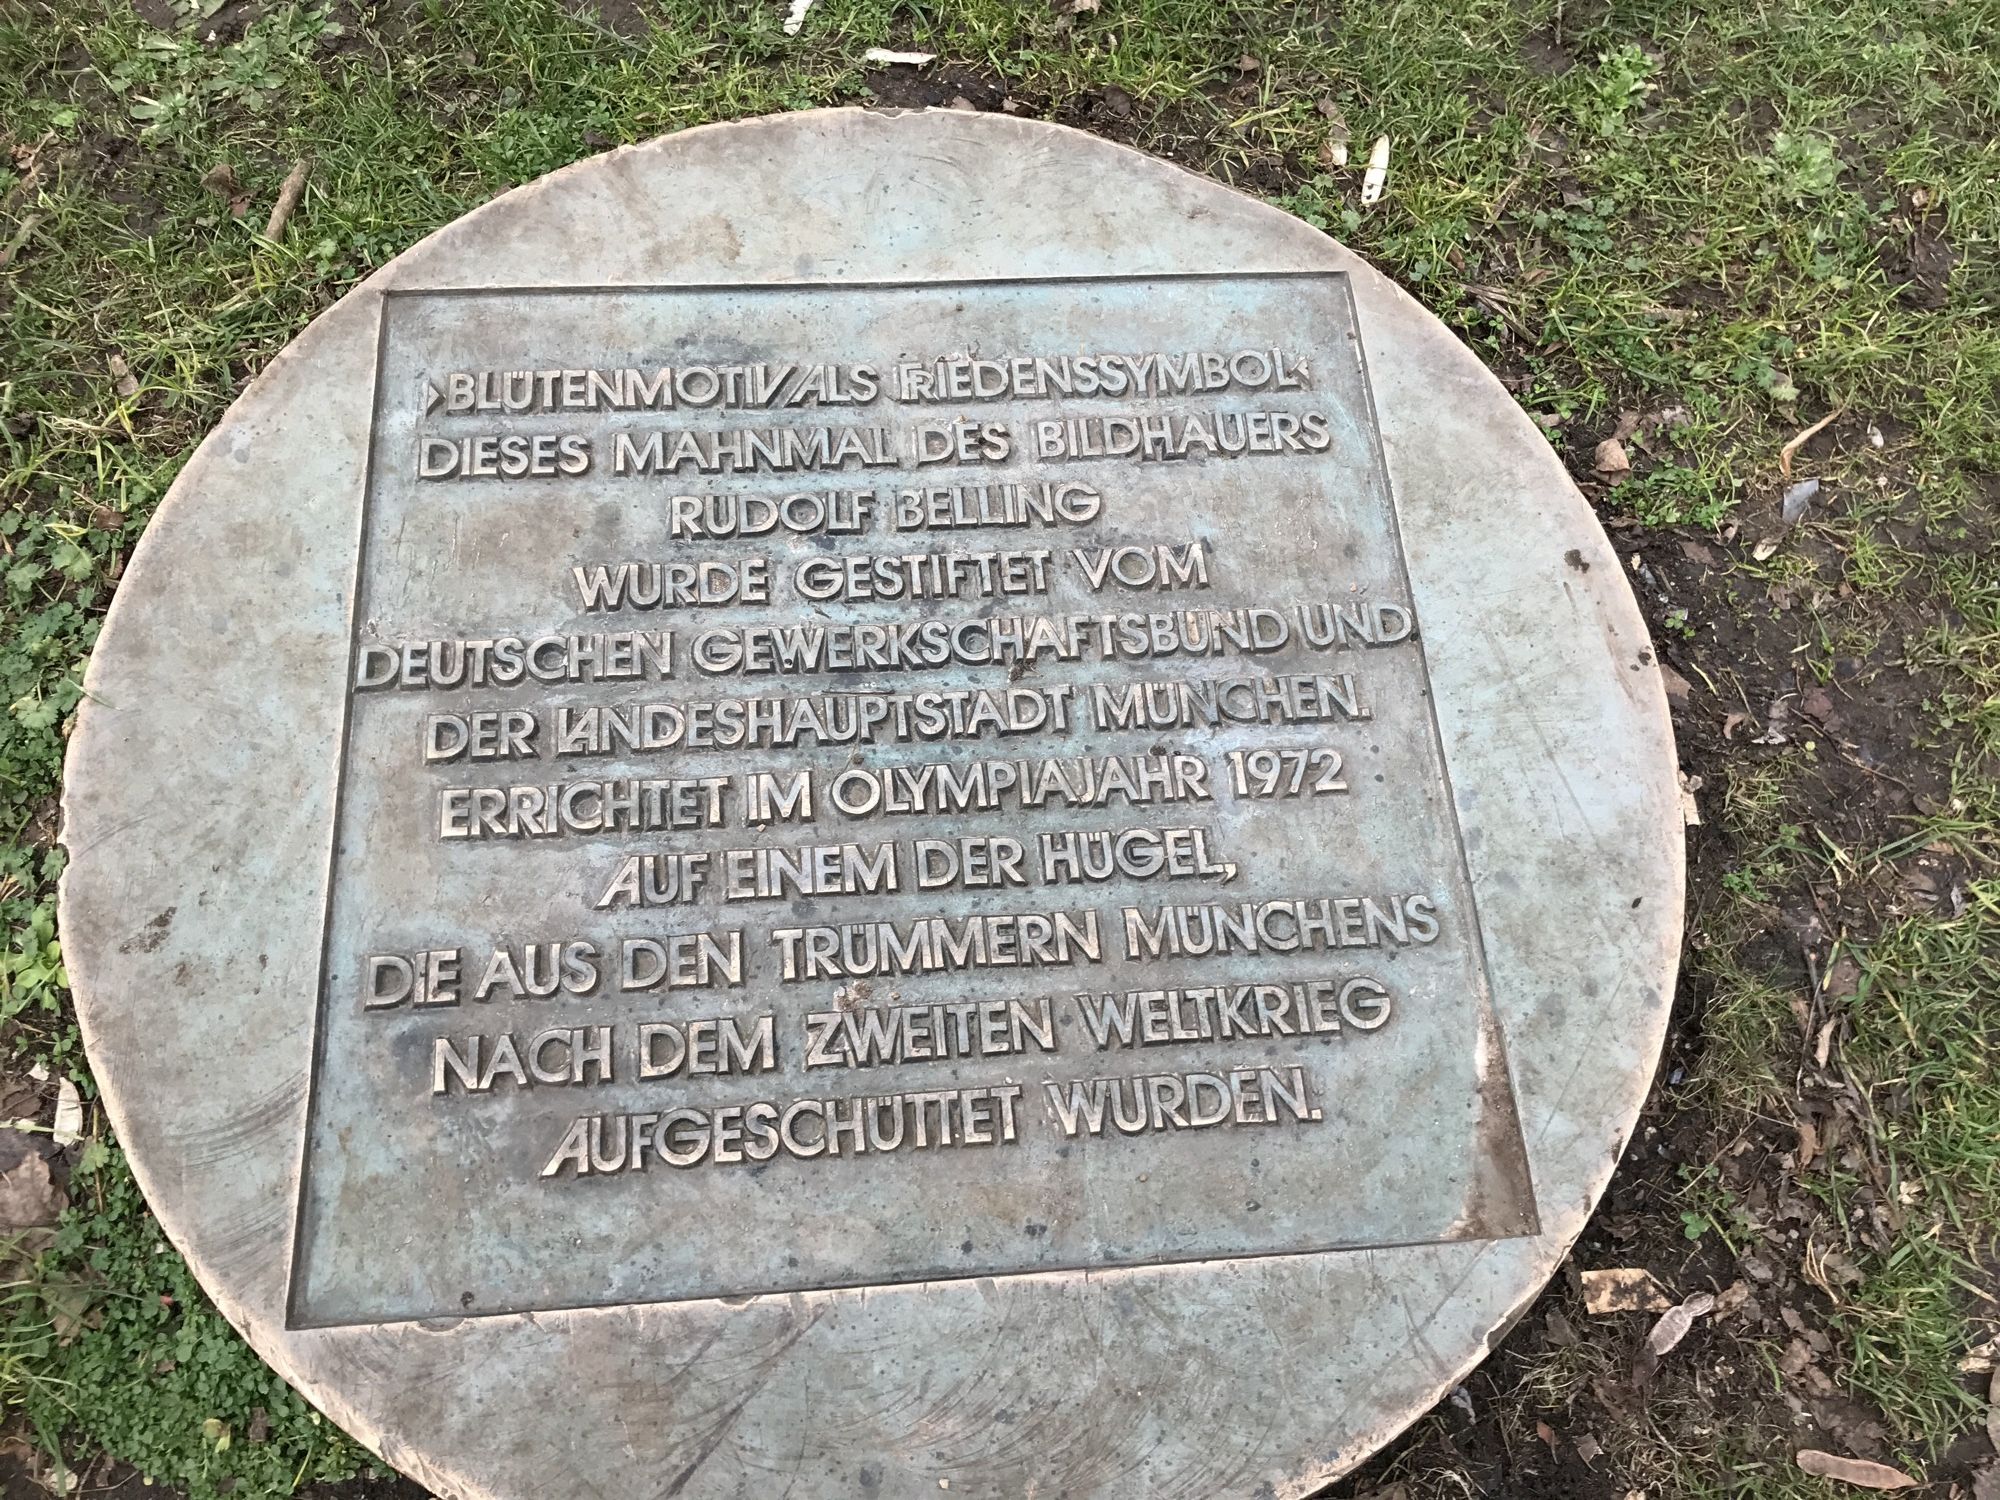 ›BLÜTENMOTIV ALS FRIEDENSSYMBOL‹
DIESES MAHNMAL DES BILDHAUERS
RUDOLF BELLING
WURDE GESTIFTET VOM
DEUTSCHEN GEWERKSCHAFTSBUND UND
DER LANDESHAUPTSTADT MÜNCHEN.
ERRICHTET IM OLYMPIAJAHR 1972
AUF EINEM DER HÜGEL,
DIE AUS DEN TRÜMMERN MÜNCHENS
NACH DEM ZWEITEN WELTKRIEG
AUFGESCHÜTTET WURDEN.